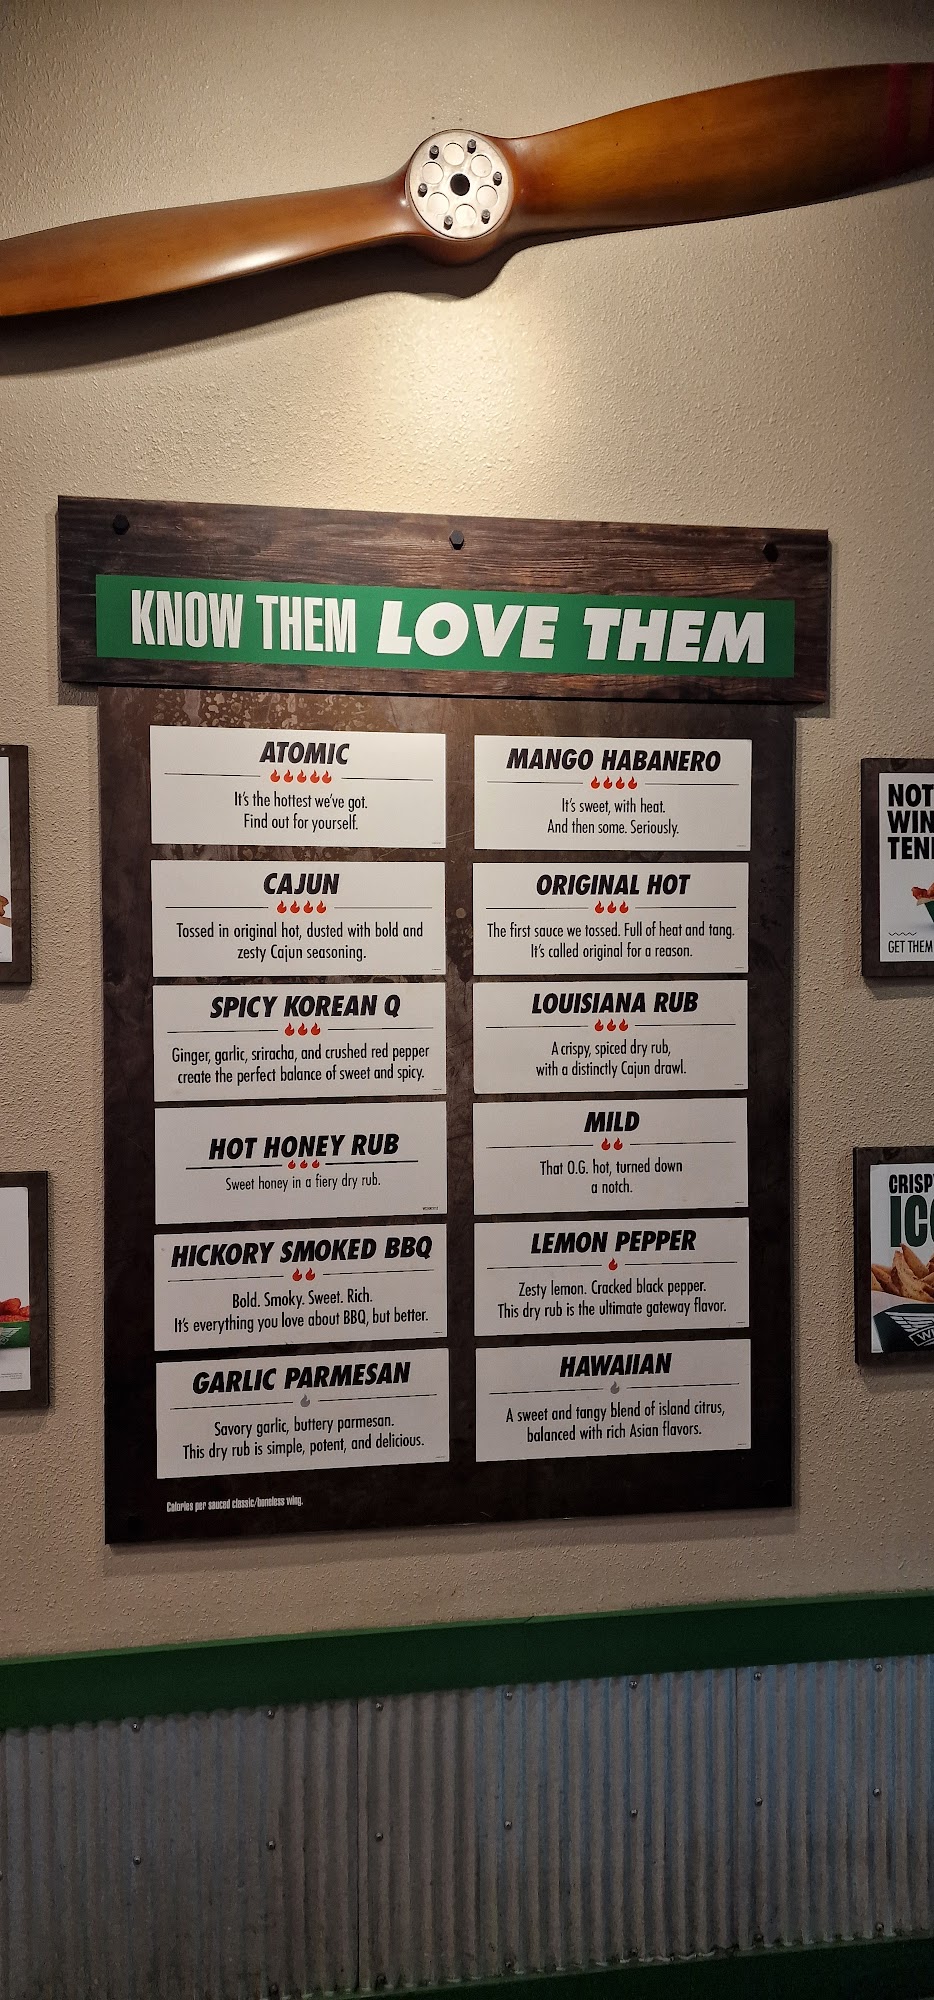 KNOW THEM LOVE THEM
ATOMIC
It's the hottest we've got.
Find out for yourself.
MANGO HABANERO
It's sweet, with heat.
And then some. Seriously.
CAJUN
Tossed in original hot, dusted with bold and
zesty Cajun seasoning.
ORIGINAL HOT
The first sauce we tossed. Full of heat and tang.
It's called original for a reason.
SPICY KOREAN Q
Ginger, garlic, sriracha, and crushed red pepper
create the perfect balance of sweet and spicy.
LOUISIANA RUB
A crispy, spiced dry rub,
with a distinctly Cajun drawl.
HOT HONEY RUB
Sweet honey in a fiery dry rub.
MILD
That O.G. hot, turned down
a notch.
HICKORY SMOKED BBQ
Bold. Smoky. Sweet. Rich.
It's everything you love about BBQ, but better.
LEMON PEPPER
Zesty lemon. Cracked black pepper.
This dry rub is the ultimate gateway flavor.
GARLIC PARMESAN
Savory garlic, buttery parmesan.
This dry rub is simple, potent, and delicious.
HAWAIIAN
A sweet and tangy blend of island citrus,
balanced with rich Asian flavors.
Calories per sauced classic/boneless wing.
NOT
WIN
TEN
GET THEM
CRISP
IC